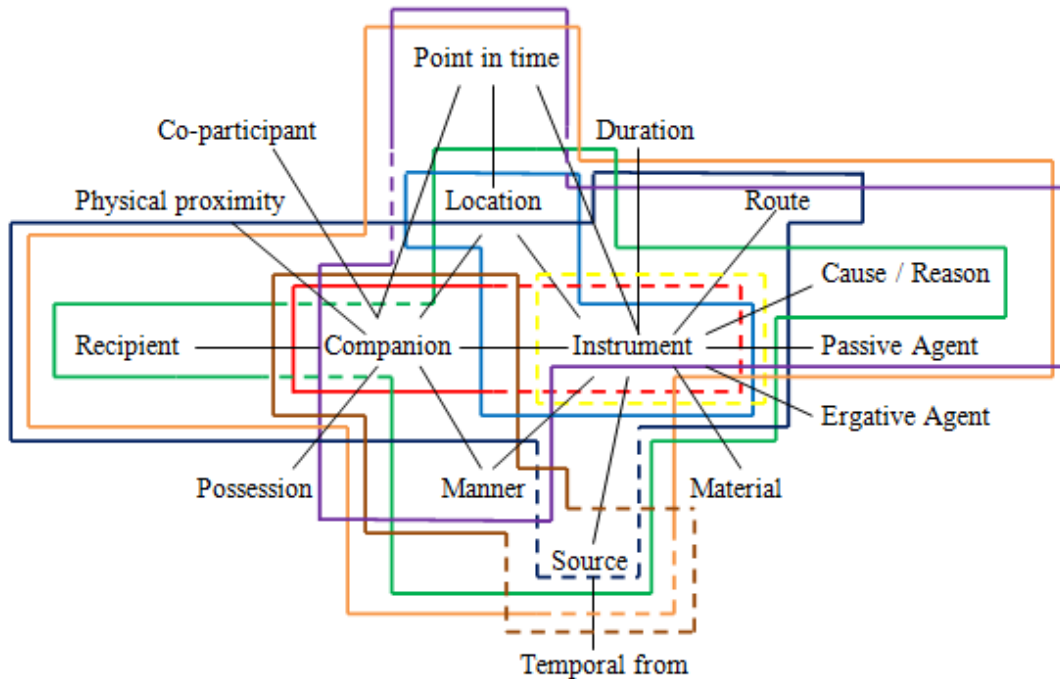 Point in time
Co-participant
Duration
Physical proximity
Location
Route
Cause / Reason
Recipient
Companion
Instrument
Passive Agent
Ergative Agent
Possession
Manner
Material
Source
Temporal from